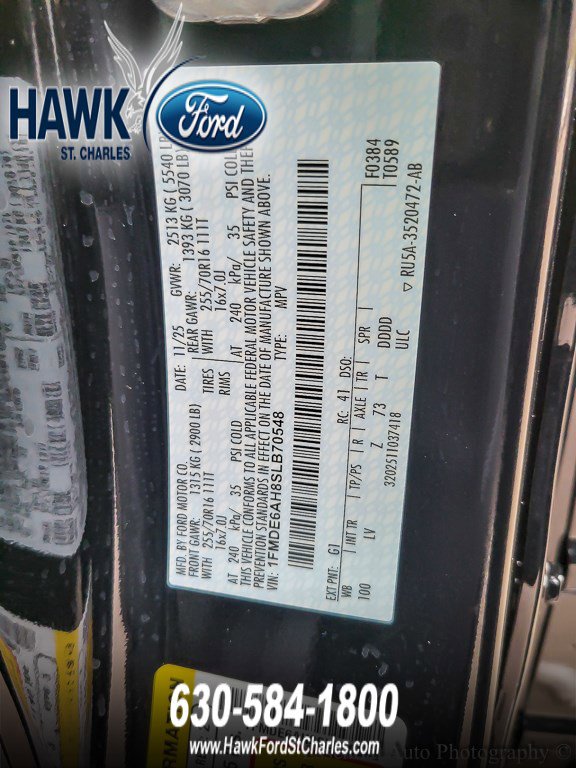 HAWK
ST. CHARLES
Ford
MFD. BY FORD MOTOR CO. DATE: 11/25 GVWR: 2513 KG ( 5540 LB
FRONT GAWR: 1315 KG ( 2900 LB) REAR GAWR: 1393 KG ( 3070 LB
WITH 255/70R16 111T TIRES WITH 255/70R16 111T
16x7.0J RIMS 16x7.0J
AT 240 kPa/ 35 PSI COLD AT 240 kPa/ 35 PSI COL
THIS VEHICLE CONFORMS TO ALL APPLICABLE FEDERAL MOTOR VEHICLE SAFETY AND THEF
PREVENTION STANDARDS IN EFFECT ON THE DATE OF MANUFACTURE SHOWN ABOVE.
VIN: 1FMDE6AH8SLB70548 TYPE: MPV
F0384
T0589
EXT PNT: G1 RC: 41 DSO:
WB | INT TR | TP/PS | R | AXLE | TR | SPR
100 LV Z 73 T DDDD
3202511037418 ULC
▽ RU5A-3520472-AB
RMAT
MDE6A
630-584-1800
www.HawkFordStCharles.com
Auto Photography ©